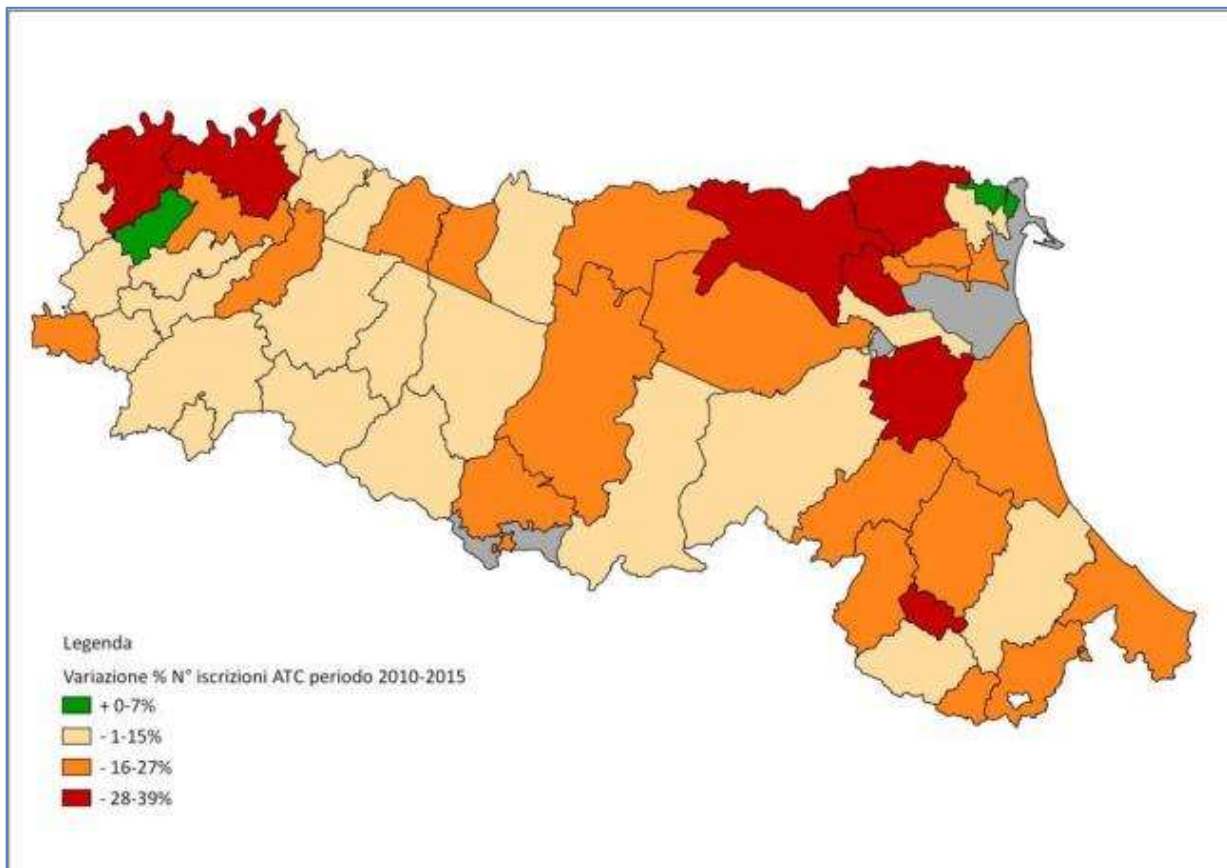 Legenda
Variazione % N° iscrizioni ATC periodo 2010-2015
+ 0-7%
- 1-15%
- 16-27%
- 28-39%